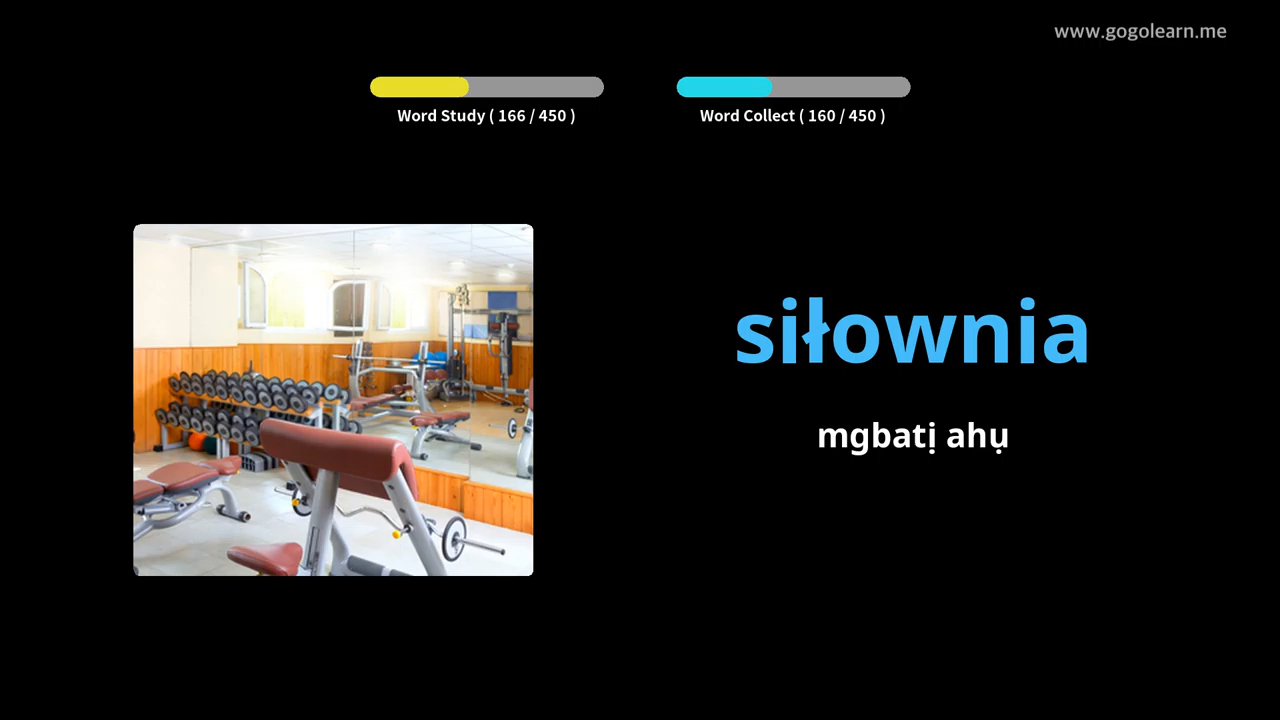 www.gogolearn.me
Word Study ( 166 / 450 )
Word Collect ( 160 / 450 )
siłownia
mgbatị ahụ